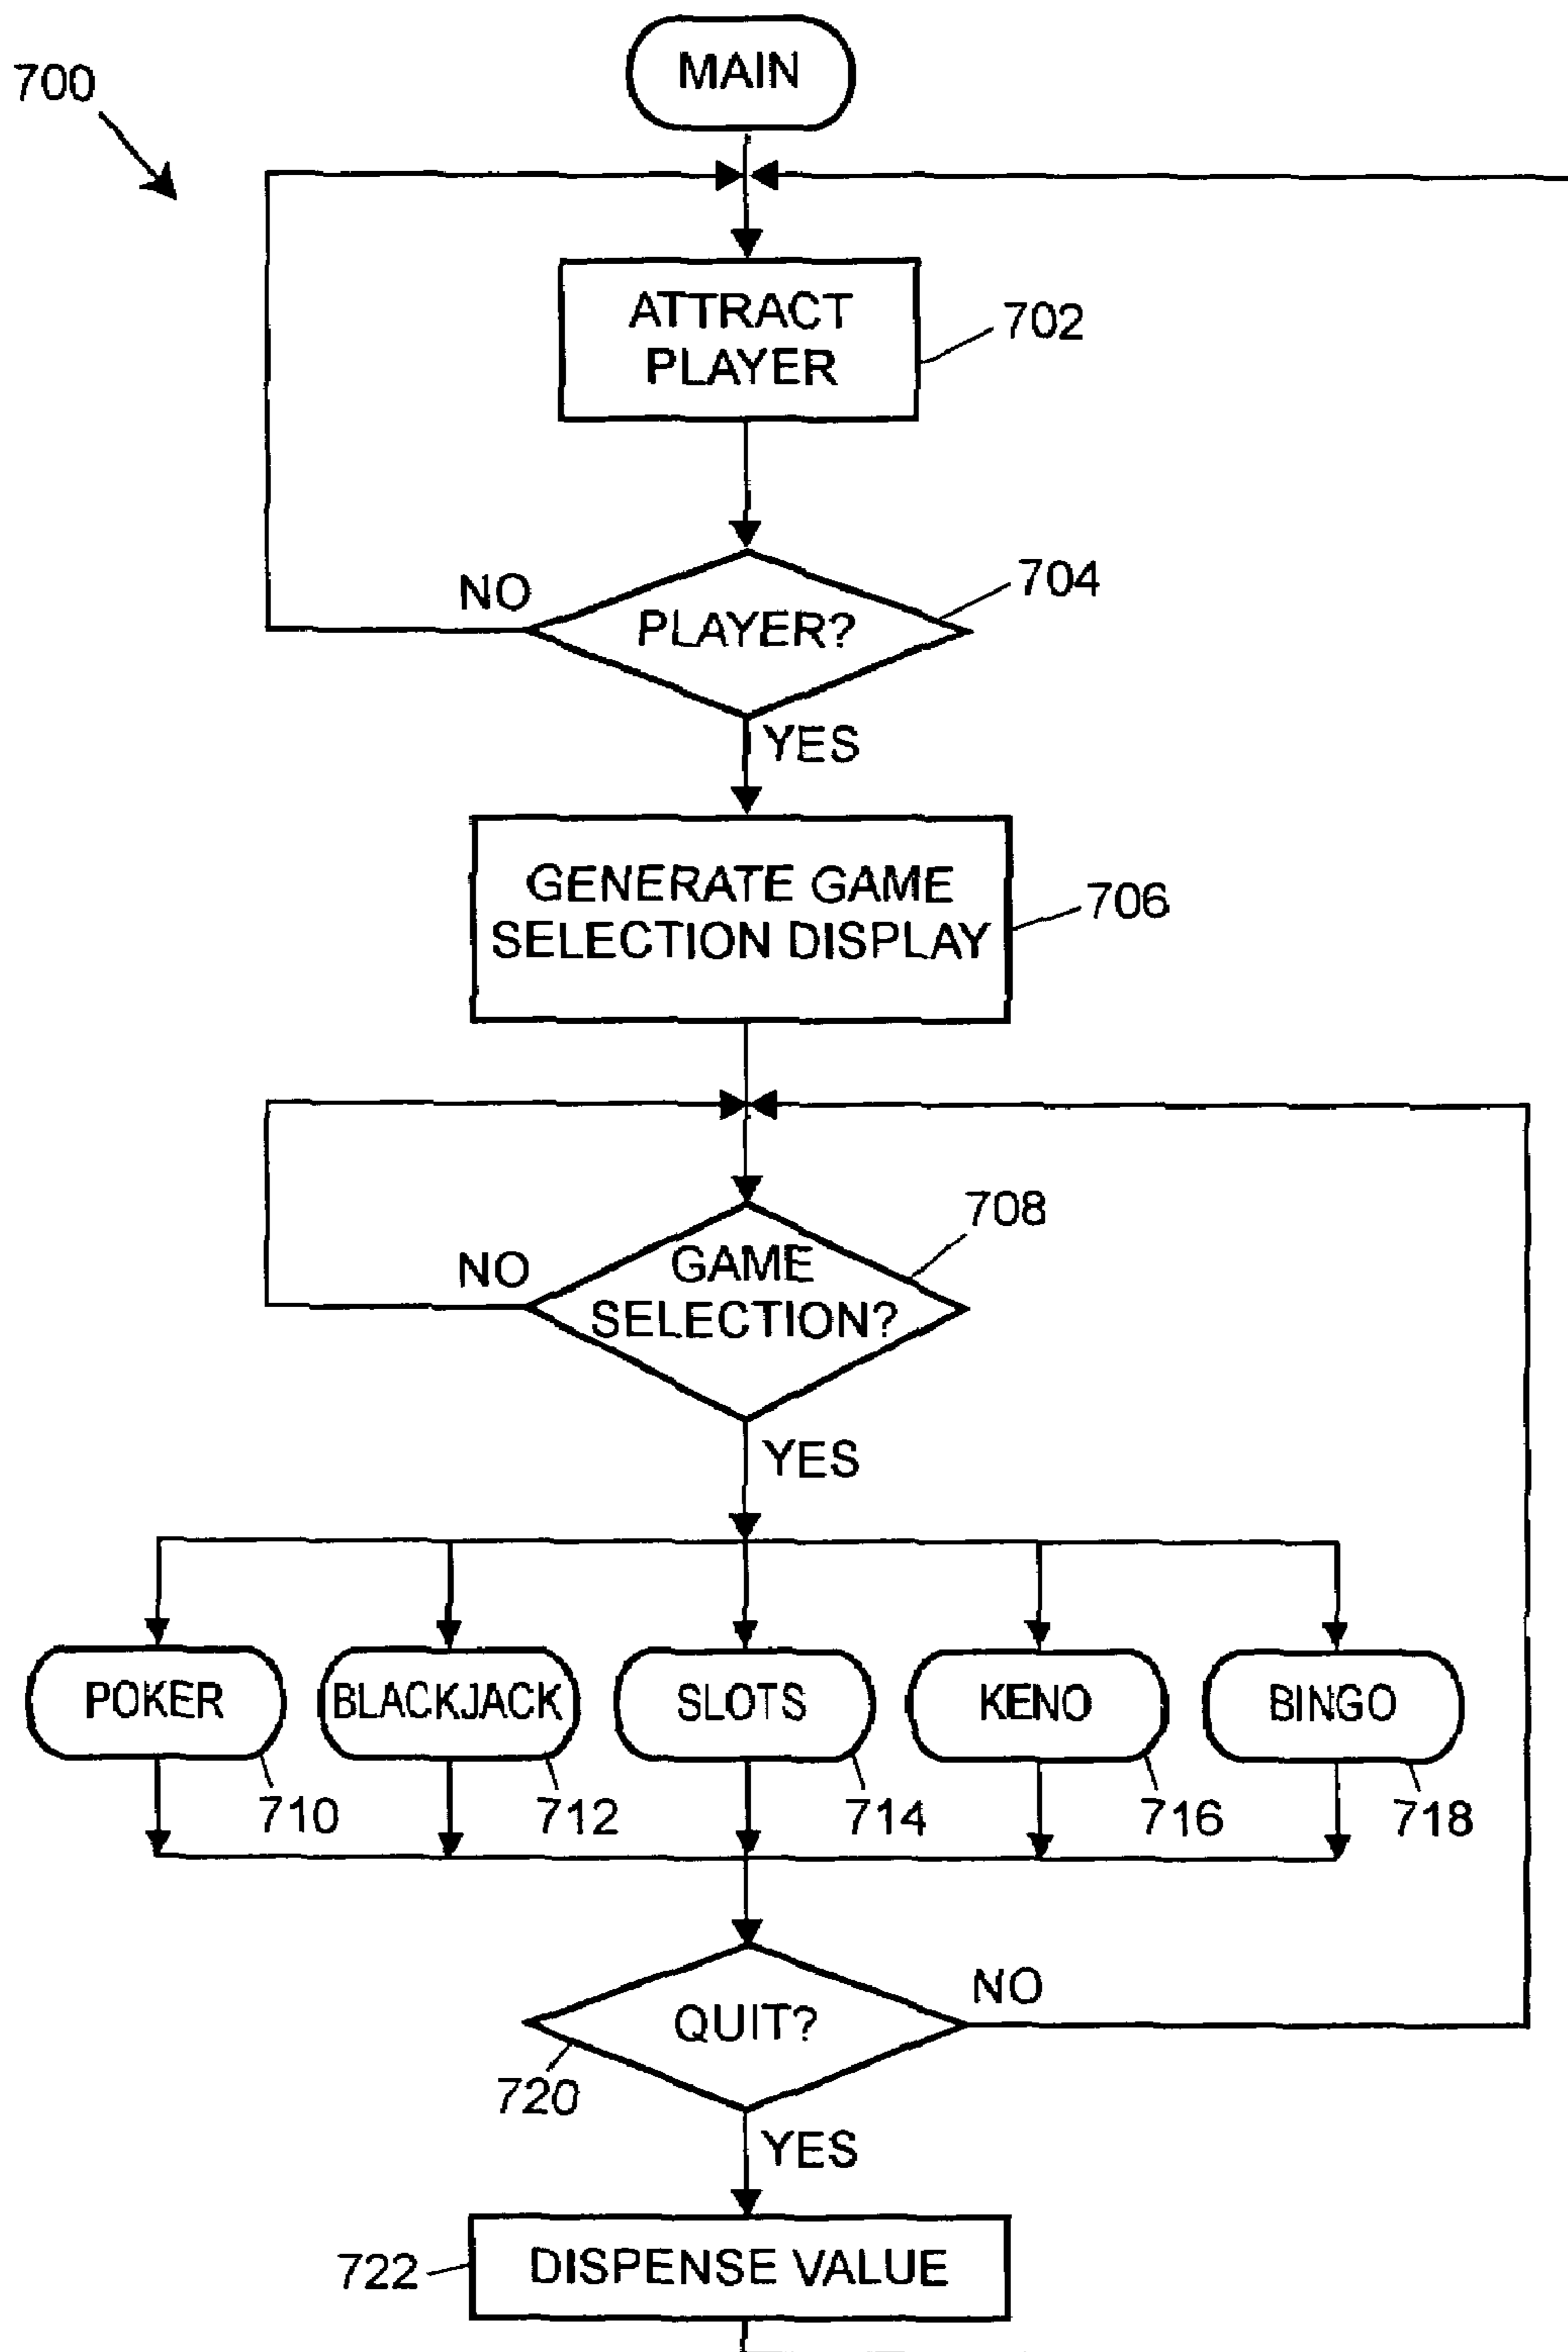 MAIN
700
ATTRACT
PLAYER
702
NO
704
PLAYER?
YES
GENERATE GAME
SELECTION DISPLAY
706
708
NO
GAME
SELECTION?
YES
POKER
BLACKJACK
SLOTS
KENO
BINGO
710
712
714
716
718
NO
QUIT?
720
YES
722
DISPENSE VALUE